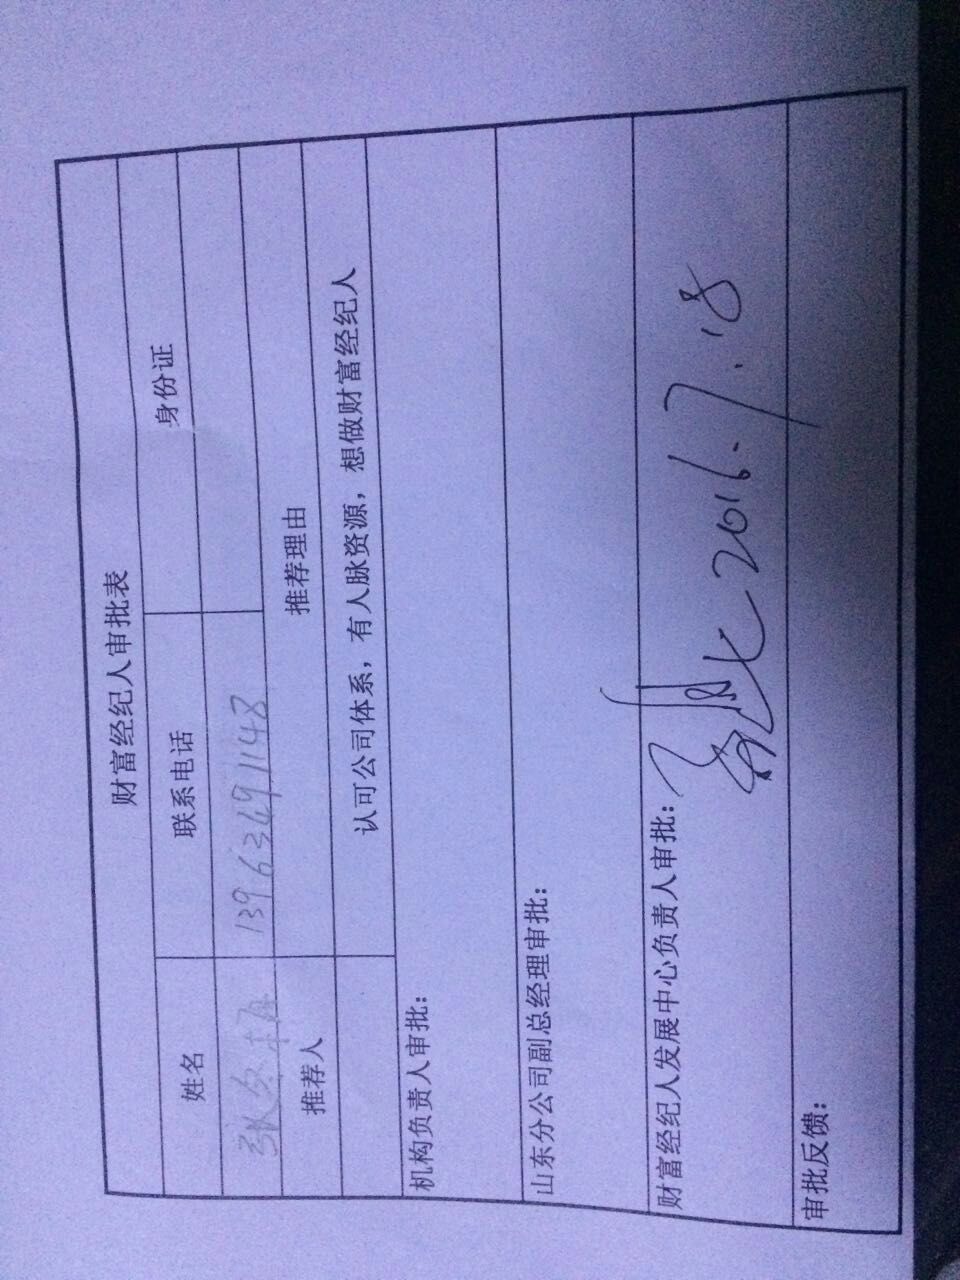 财富经纪人审批表
姓名 联系电话 身份证
张 13963491148
推荐人 推荐理由
认可公司体系，有人脉资源，想做财富经纪人
机构负责人审批：
山东分公司副总经理审批：
财富经纪人发展中心负责人审批： 2016.7.18
审批反馈：